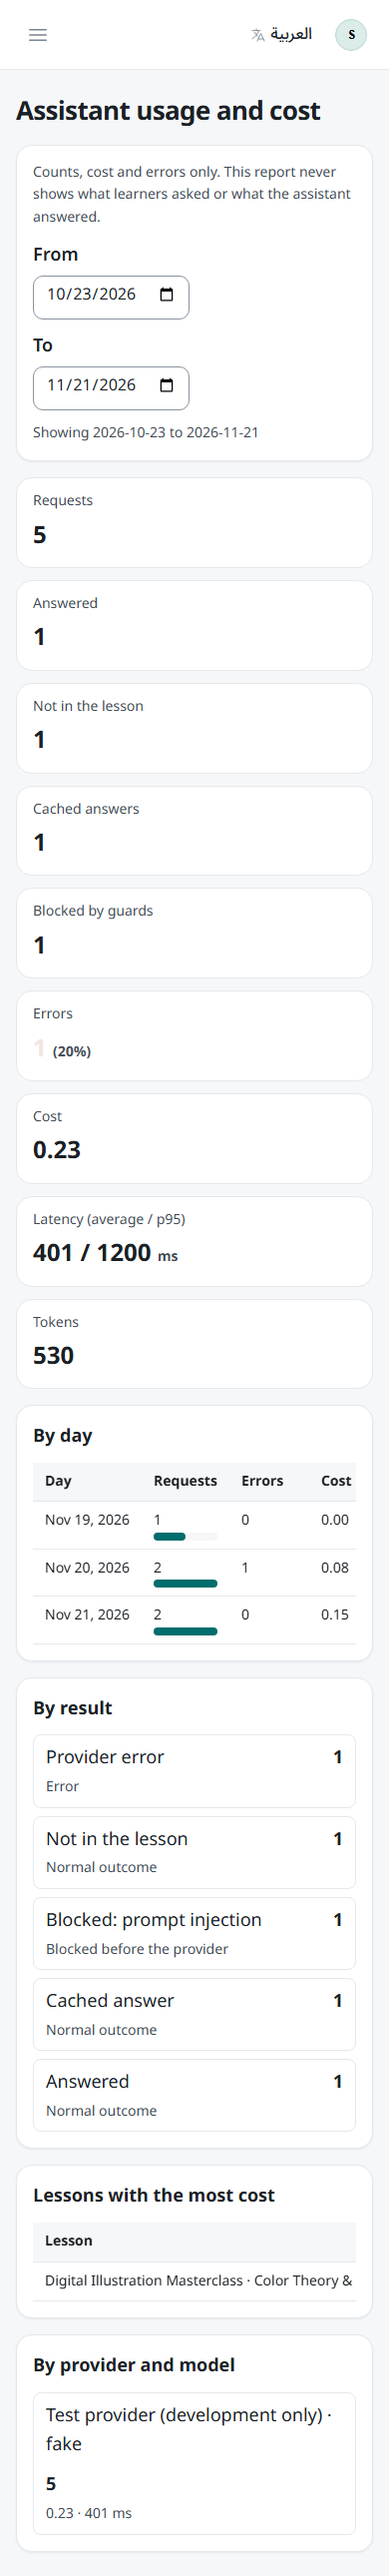 العربية
S
Assistant usage and cost
Counts, cost and errors only. This report never
shows what learners asked or what the assistant
answered.
From
10/23/2026
To
11/21/2026
Showing 2026-10-23 to 2026-11-21
Requests
5
Answered
1
Not in the lesson
1
Cached answers
1
Blocked by guards
1
Errors
1 (20%)
Cost
0.23
Latency (average / p95)
401 / 1200 ms
Tokens
530
By day
Day Requests Errors Cost
Nov 19, 2026 1 0 0.00
Nov 20, 2026 2 1 0.08
Nov 21, 2026 2 0 0.15
By result
Provider error 1
Error
Not in the lesson 1
Normal outcome
Blocked: prompt injection 1
Blocked before the provider
Cached answer 1
Normal outcome
Answered 1
Normal outcome
Lessons with the most cost
Lesson
Digital Illustration Masterclass · Color Theory &
By provider and model
Test provider (development only) ·
fake
5
0.23 · 401 ms